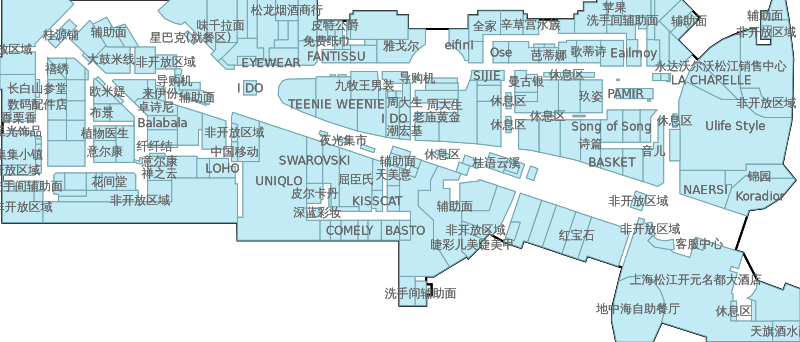 苹果
松龙烟酒商行
辅助面
味千拉面
皮特公爵
全家
辛草宫水族
洗手间辅助面
辅助面
辅助面
桂源铺
星巴克(就餐区)
免费纸巾
雅戈尔
eifini
Ose
芭蒂娜
歌蒂诗
Eailmoy
非开放区域
放区域
大鼓米线
非开放区域
EYEWEAR
FANTISSU
永达沃尔沃松江销售中心
禧绣
导购机
导购机
SIJIE
曼古银
休息区
LA CHAPELLE
长白山参堂
欧米媞
来伊份
辅助面
I DO
九牧王男装
玖姿
PAMIR
数码配件店
卓诗尼
TEENIE WEENIE
周大生
周大生
休息区
非开放区域
香栗香
布景
Balabala
I DO
老庙黄金
休息区
休息区
光饰品
植物医生
非开放区域
潮宏基
休息区
Song of Song
Ulife Style
纤纤结
夜光集市
诗篇
音儿
集集小镇
意尔康
意尔康
中国移动
SWAROVSKI
辅助面
休息区
桂语云溪
BASKET
放区域
禅之云
LOHO
天美意
手间辅助面
花间堂
UNIQLO
屈臣氏
锦园
皮尔卡丹
KISSCAT
NAERSI
Koradior
非开放区域
非开放区域
深蓝彩妆
辅助面
非开放区域
COMELY
BASTO
非开放区域
红宝石
非开放区域
睫彩儿美睫美甲
客服中心
洗手间辅助面
上海松江开元名都大酒店
地中海自助餐厅
休息区
天旗酒水